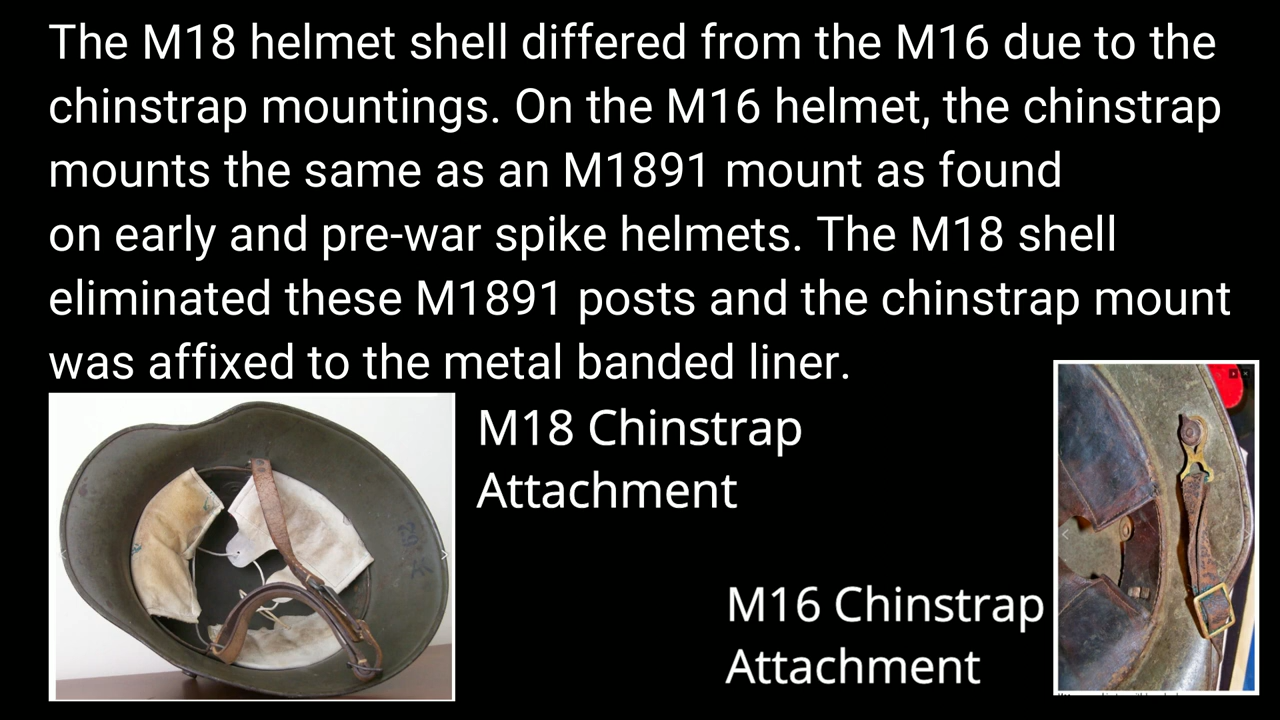 The M18 helmet shell differed from the M16 due to the
chinstrap mountings. On the M16 helmet, the chinstrap
mounts the same as an M1891 mount as found
on early and pre-war spike helmets. The M18 shell
eliminated these M1891 posts and the chinstrap mount
was affixed to the metal banded liner.
M18 Chinstrap
Attachment
M16 Chinstrap
Attachment